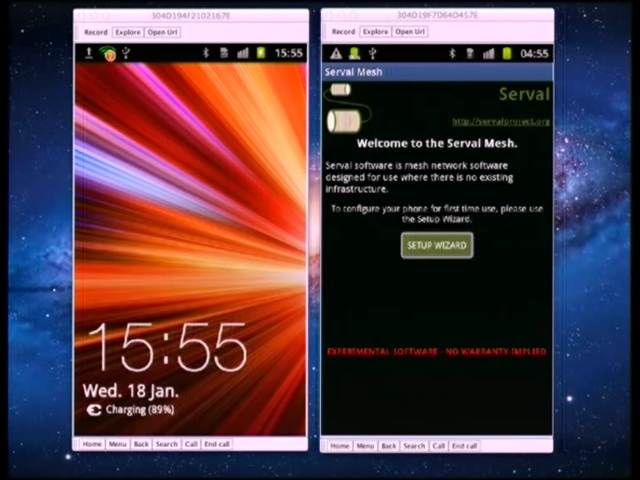 304D194F2102167E
Record Explore Open Url
15:55
15:55
Wed. 18 Jan.
Charging (89%)
Home Menu Back Search Call End call
304D19F7D64D457E
Record Explore Open Url
04:55
Serval Mesh
Serval
http://servalproject.org
Welcome to the Serval Mesh.
Serval software is mesh network software
designed for use where there is no existing
infrastructure.
To configure your phone for first time use, please use
the Setup Wizard.
SETUP WIZARD
EXPERIMENTAL SOFTWARE - NO WARRANTY IMPLIED
Home Menu Back Search Call End call